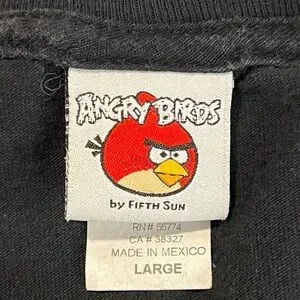 ANGRY BIRDS
by FIFTH SUN
RN# 55774
CA # 38327
MADE IN MEXICO
LARGE